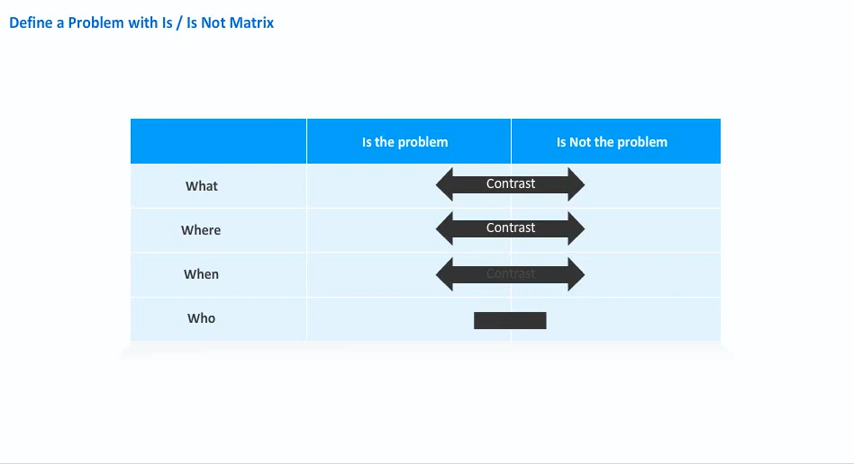 Define a Problem with Is / Is Not Matrix
Is the problem
Is Not the problem
What
Contrast
Where
Contrast
When
Contrast
Who